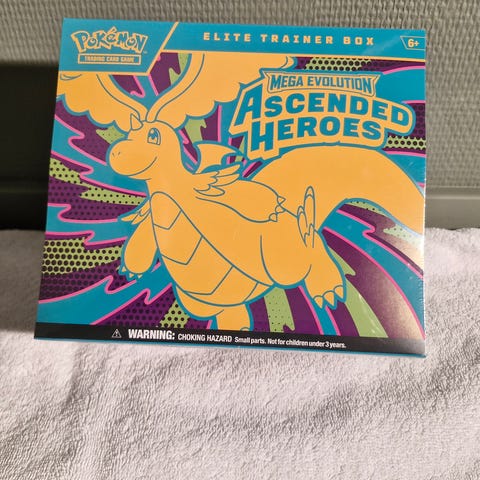 POKéMON
TRADING CARD GAME
ELITE TRAINER BOX
6+
MEGA EVOLUTION
ASCENDED
HEROES
WARNING: CHOKING HAZARD Small parts. Not for children under 3 years.